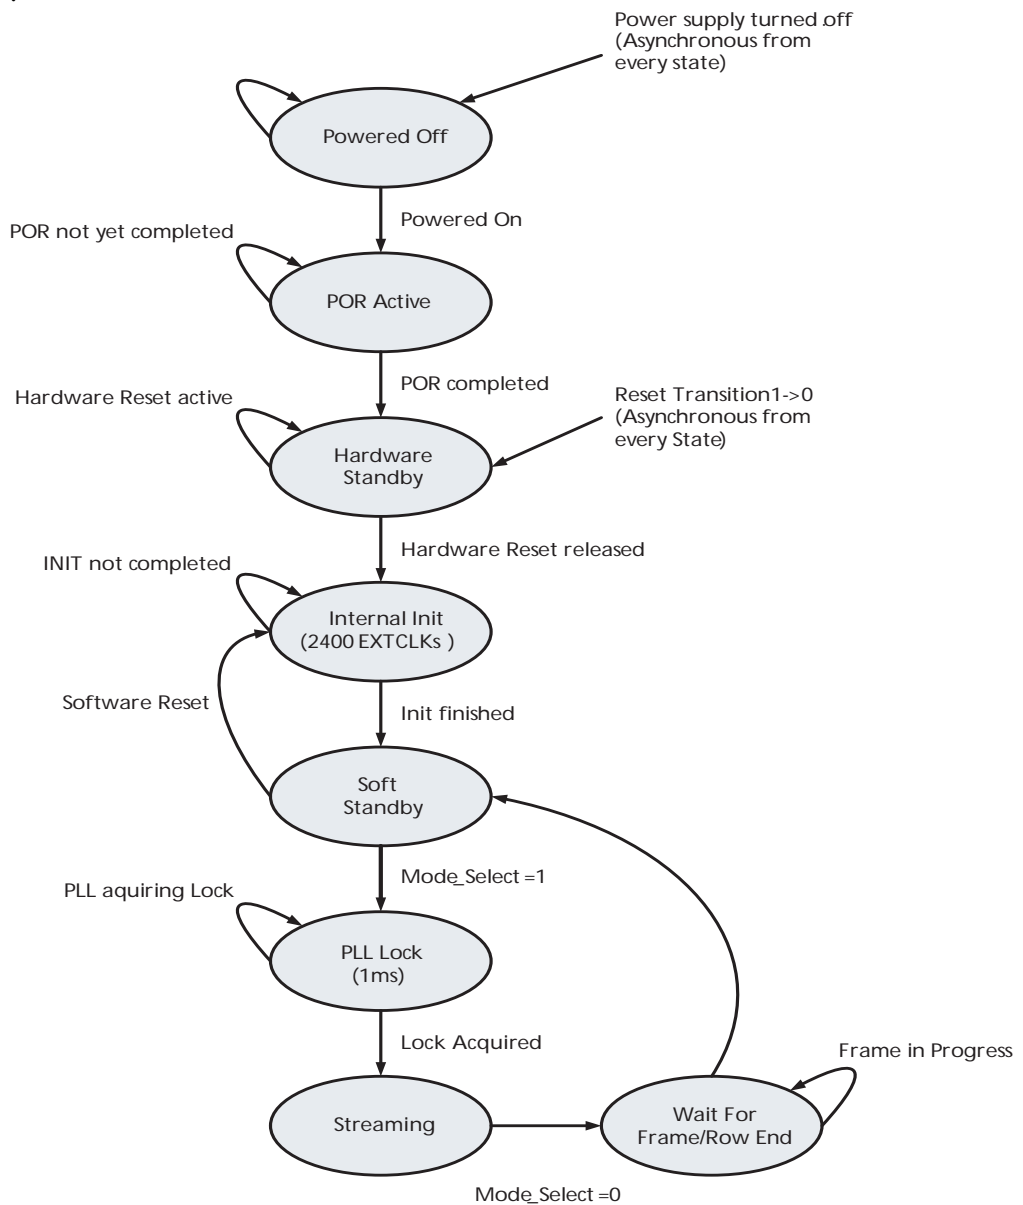 Power supply turned off
(Asynchronous from
every state)
Powered Off
Powered On
POR not yet completed
POR Active
POR completed
Hardware Reset active
Reset Transition1->0
(Asynchronous from
every State)
Hardware
Standby
Hardware Reset released
INIT not completed
Internal Init
(2400 EXTCLKs )
Software Reset
Init finished
Soft
Standby
Mode_Select =1
PLL aquiring Lock
PLL Lock
(1ms)
Lock Acquired
Frame in Progress
Streaming
Wait For
Frame/Row End
Mode_Select =0